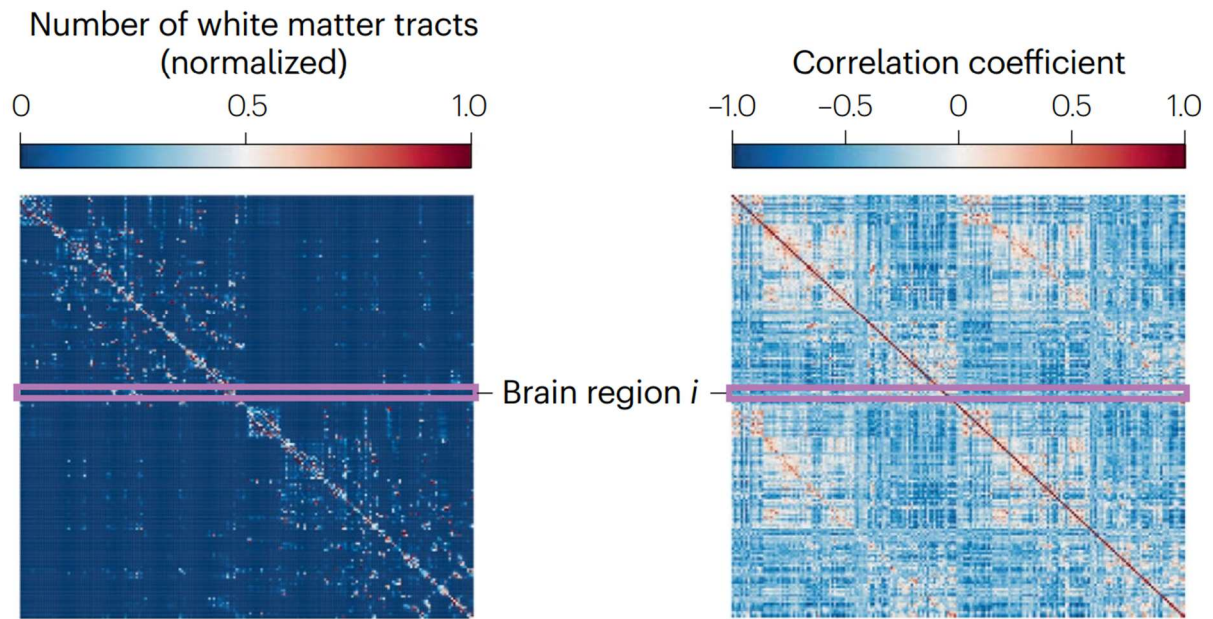 Number of white matter tracts
(normalized)
0 0.5 1.0
Correlation coefficient
−1.0 −0.5 0 0.5 1.0
Brain region i